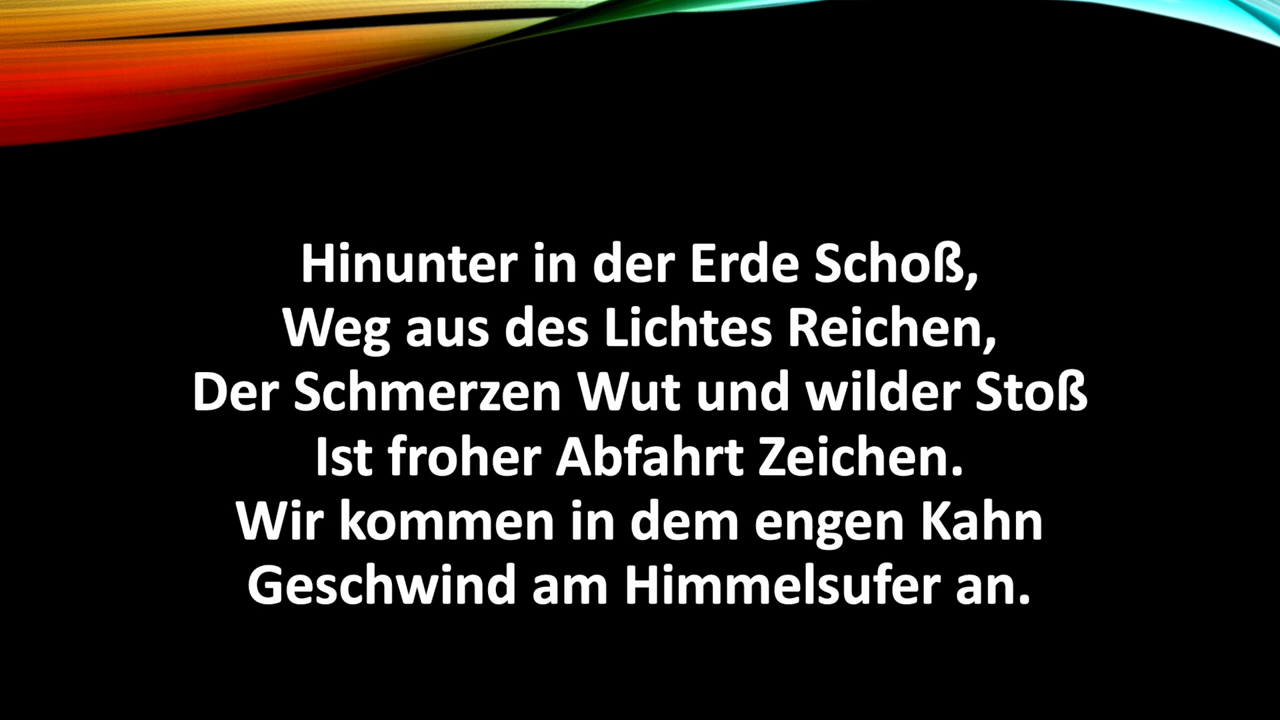 Hinunter in der Erde Schoß,
Weg aus des Lichtes Reichen,
Der Schmerzen Wut und wilder Stoß
Ist froher Abfahrt Zeichen.
Wir kommen in dem engen Kahn
Geschwind am Himmelsufer an.